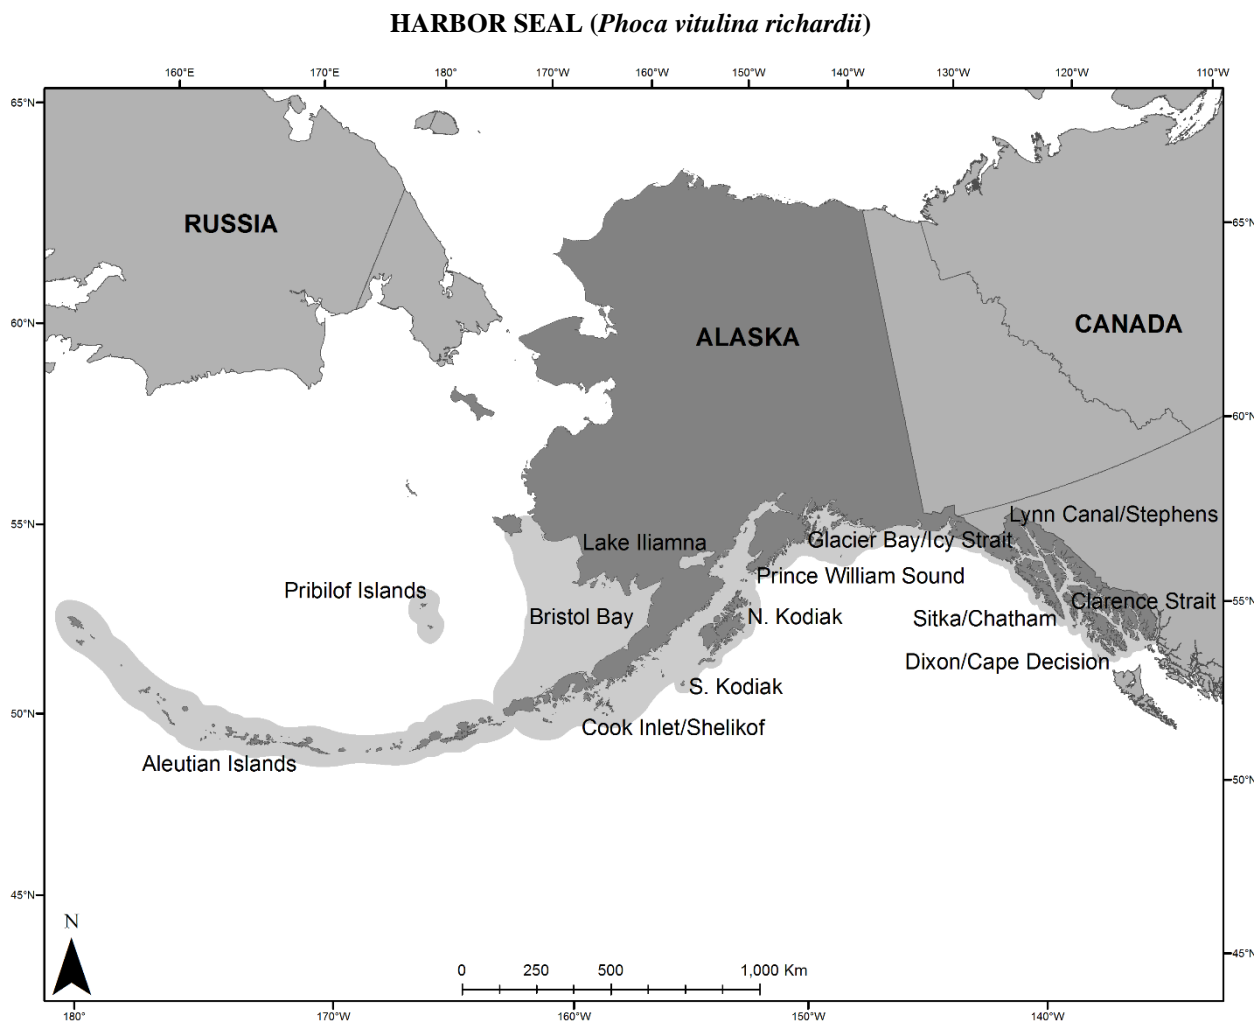 HARBOR SEAL (Phoca vitulina richardii)
160°E 170°E 180° 170°W 160°W 150°W 140°W 130°W 120°W 110°W
65°N
RUSSIA
65°N
60°N
ALASKA
CANADA
60°N
55°N
Lynn Canal/Stephens
Lake Iliamna
Glacier Bay/Icy Strait
Prince William Sound
Pribilof Islands
55°N
Clarence Strait
Bristol Bay
N. Kodiak
Sitka/Chatham
Dixon/Cape Decision
S. Kodiak
50°N
Cook Inlet/Shelikof
Aleutian Islands
50°N
45°N
N
45°N
0 250 500 1,000 Km
180° 170°W 160°W 150°W 140°W